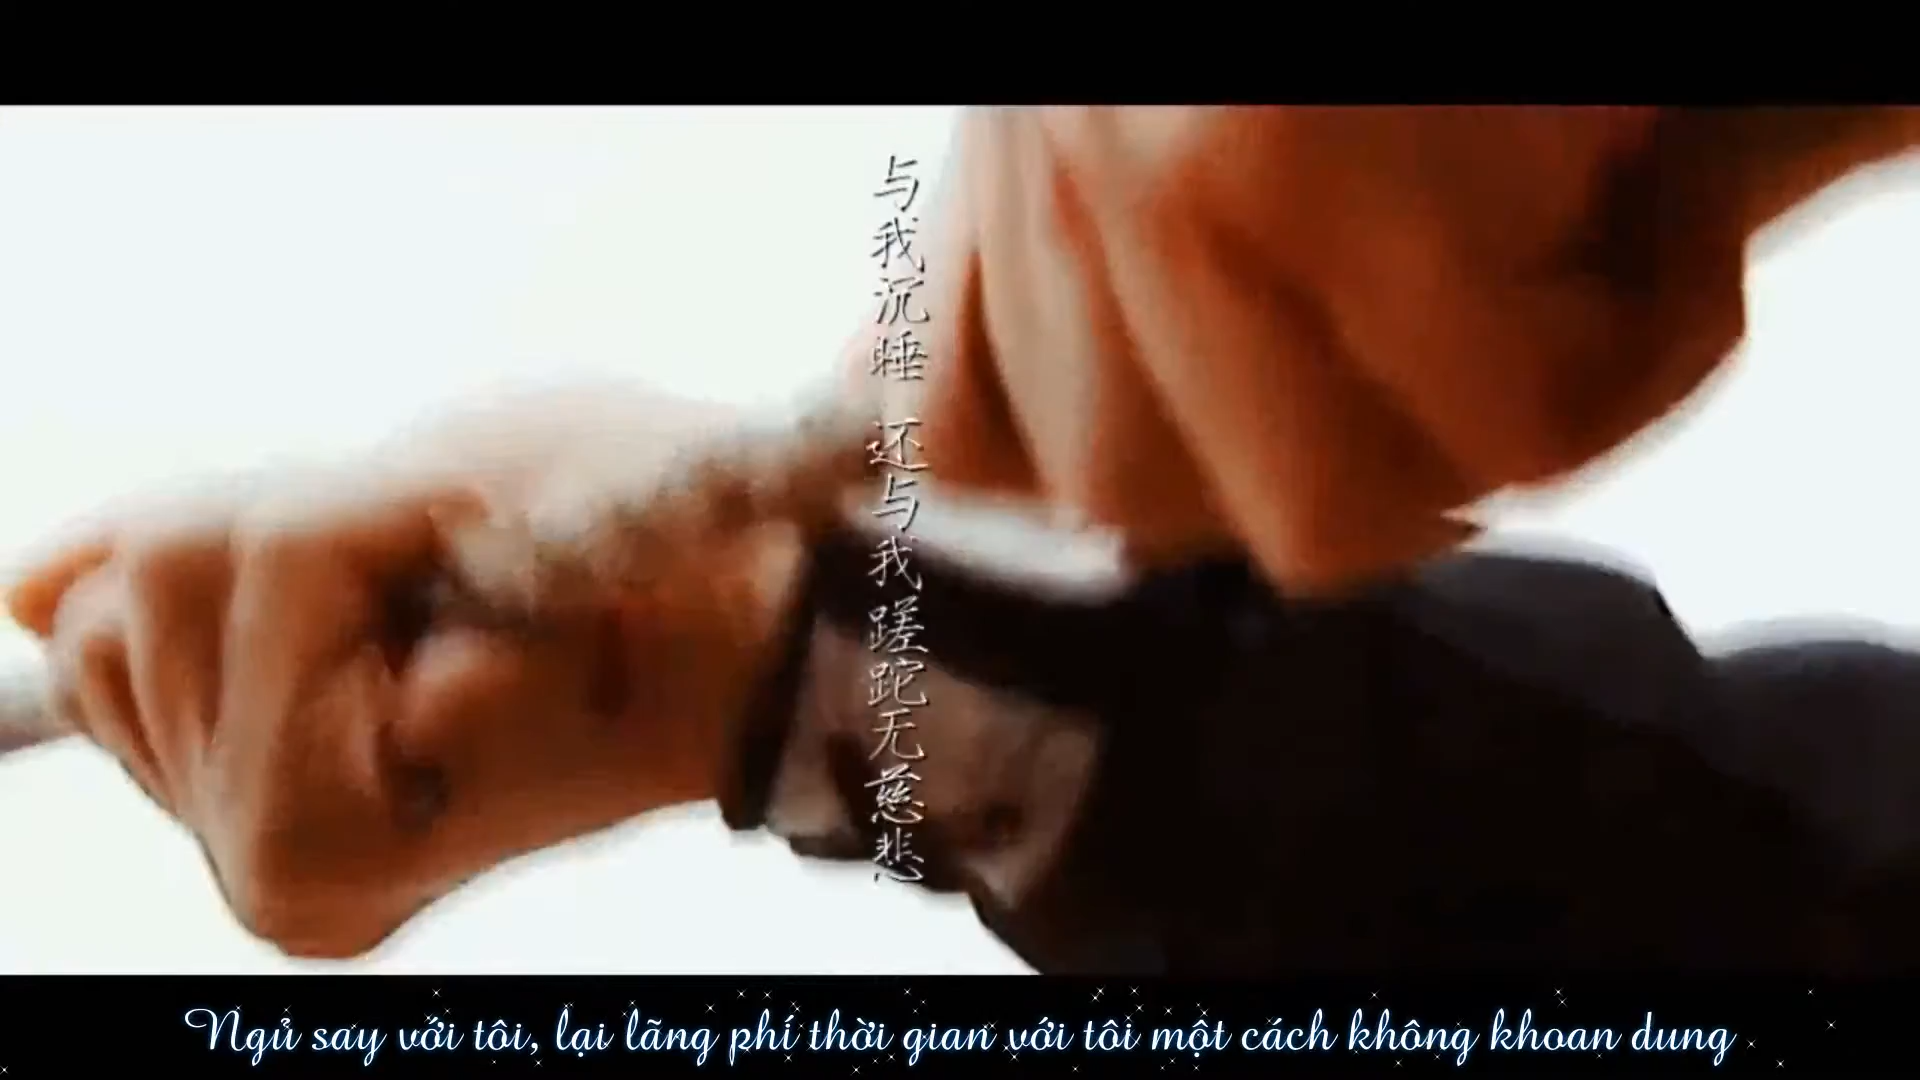 与我沉睡 还与我蹉跎无慈悲
Ngủ say với tôi, lại lãng phí thời gian với tôi một cách không khoan dung